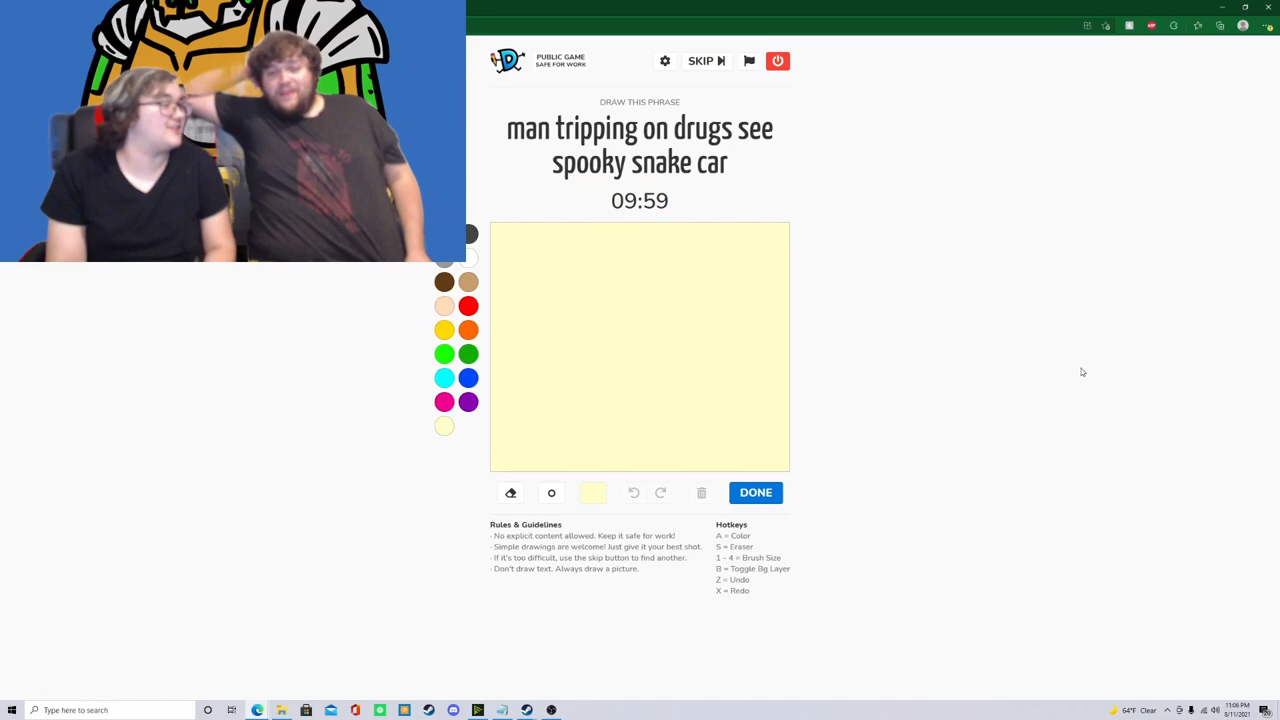 PUBLIC GAME
SAFE FOR WORK
SKIP
DRAW THIS PHRASE
man tripping on drugs see
spooky snake car
09:59
DONE
Rules & Guidelines
· No explicit content allowed. Keep it safe for work!
· Simple drawings are welcome! Just give it your best shot.
· If it's too difficult, use the skip button to find another.
· Don't draw text. Always draw a picture.
Hotkeys
A = Color
S = Eraser
1 - 4 = Brush Size
B = Toggle Bg Layer
Z = Undo
X = Redo
Type here to search
64°F Clear
11:06 PM
8/11/2021